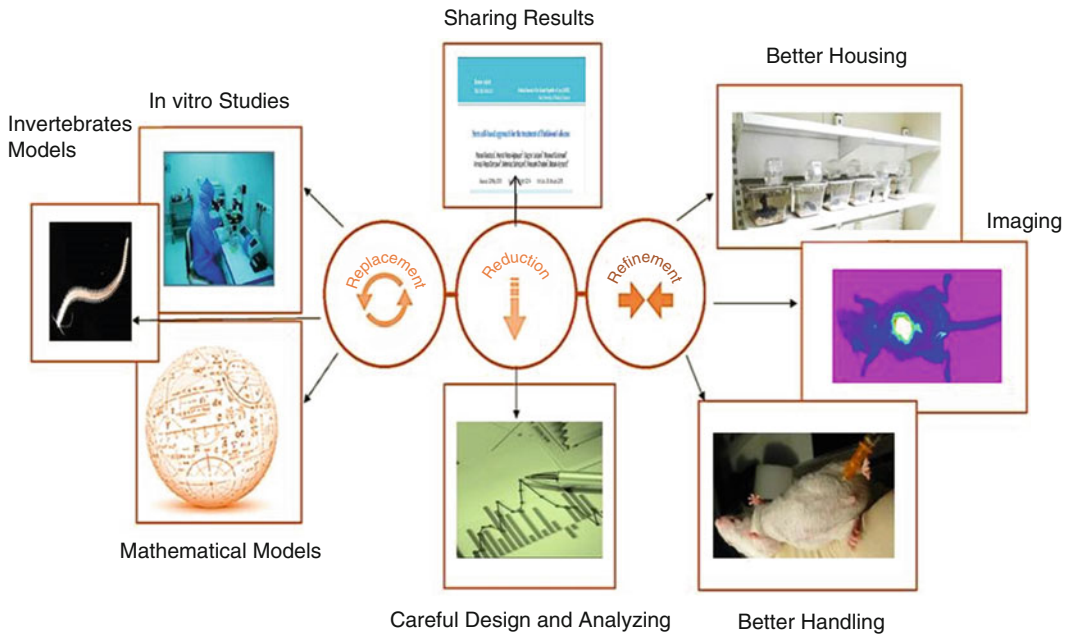 Sharing Results
Better Housing
In vitro Studies
Invertebrates
Models
Imaging
Replacement
Reduction
Refinement
Mathematical Models
Careful Design and Analyzing
Better Handling